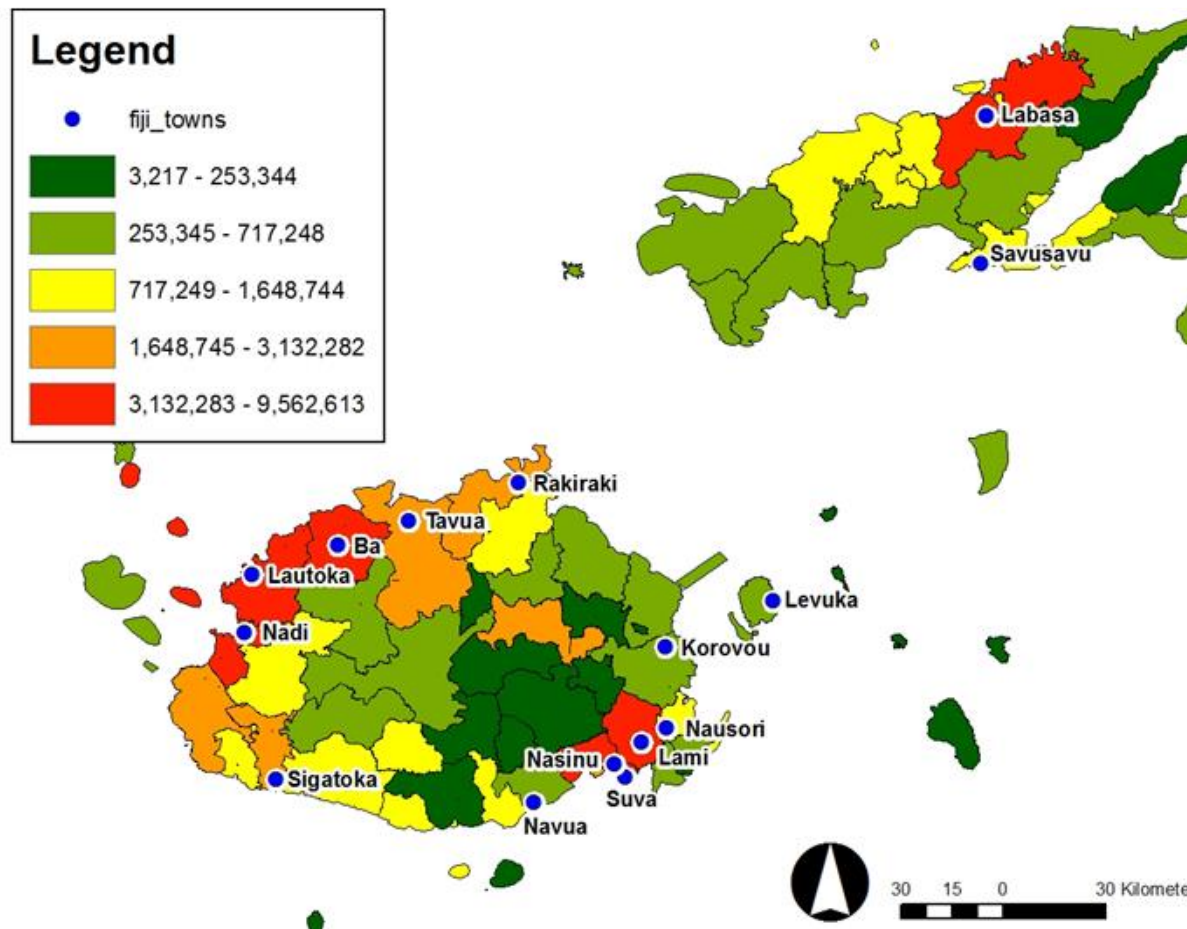 Legend
fiji_towns
3,217 - 253,344
253,345 - 717,248
717,249 - 1,648,744
1,648,745 - 3,132,282
3,132,283 - 9,562,613
Labasa
Savusavu
Rakiraki
Tavua
Ba
Lautoka
Levuka
Nadi
Korovou
Nausori
Lami
Nasinu
Sigatoka
Suva
Navua
30 15 0 30 Kilomete